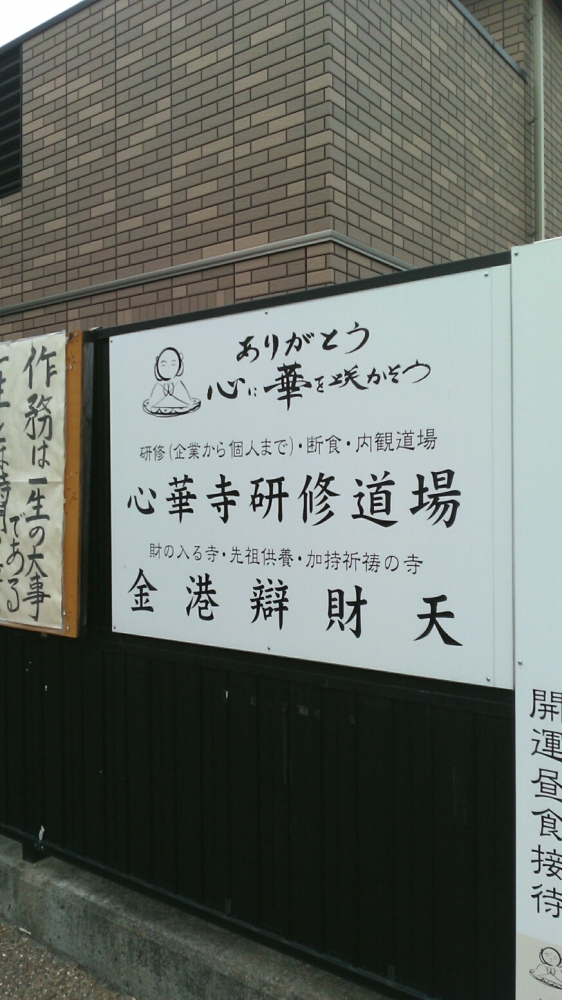 ありがとう
心に華を咲かそう
研修(企業から個人まで)・断食・内観道場
心華寺研修道場
財の入る寺・先祖供養・加持祈祷の寺
金港辯財天
作務は一生の大事
である
開運昼食接待